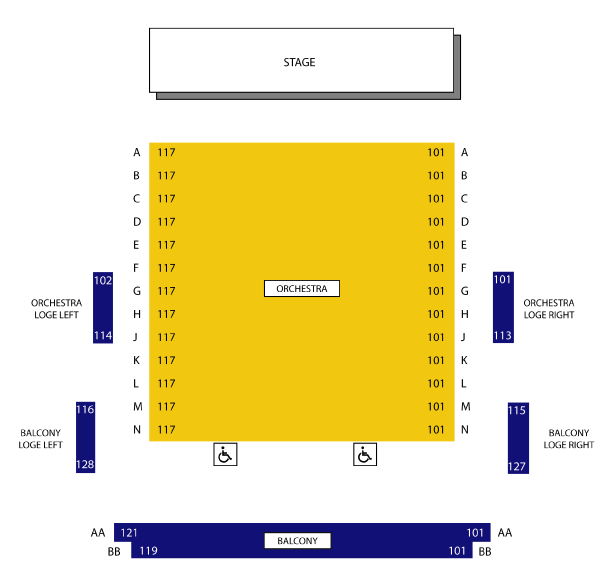 STAGE
A 117 101 A
B 117 101 B
C 117 101 C
D 117 101 D
E 117 101 E
F 117 101 F
102 101
G 117 ORCHESTRA 101 G
ORCHESTRA LOGE LEFT
ORCHESTRA LOGE RIGHT
H 117 101 H
114 113
J 117 101 J
K 117 101 K
L 117 101 L
116 115
M 117 101 M
N 117 101 N
BALCONY LOGE LEFT
BALCONY LOGE RIGHT
128 127
AA 121 101 AA
BALCONY
BB 119 101 BB